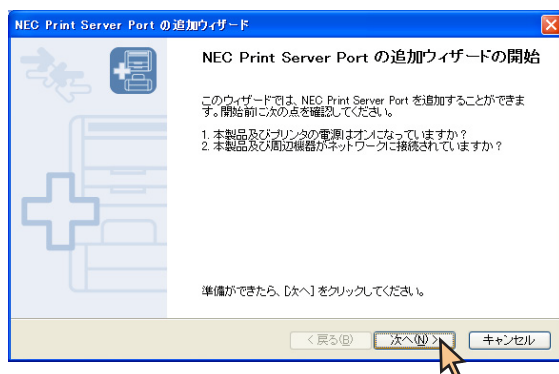 NEC Print Server Port の追加ウィザード
NEC Print Server Port の追加ウィザードの開始
このウィザードでは、NEC Print Server Port を追加することができま
す。開始前に次の点を確認してください。
1. 本製品及びプリンタの電源はオンになっていますか？
2. 本製品及び周辺機器がネットワークに接続されていますか？
準備ができたら、[次へ] をクリックしてください。
< 戻る(B) 次へ(N) > キャンセル